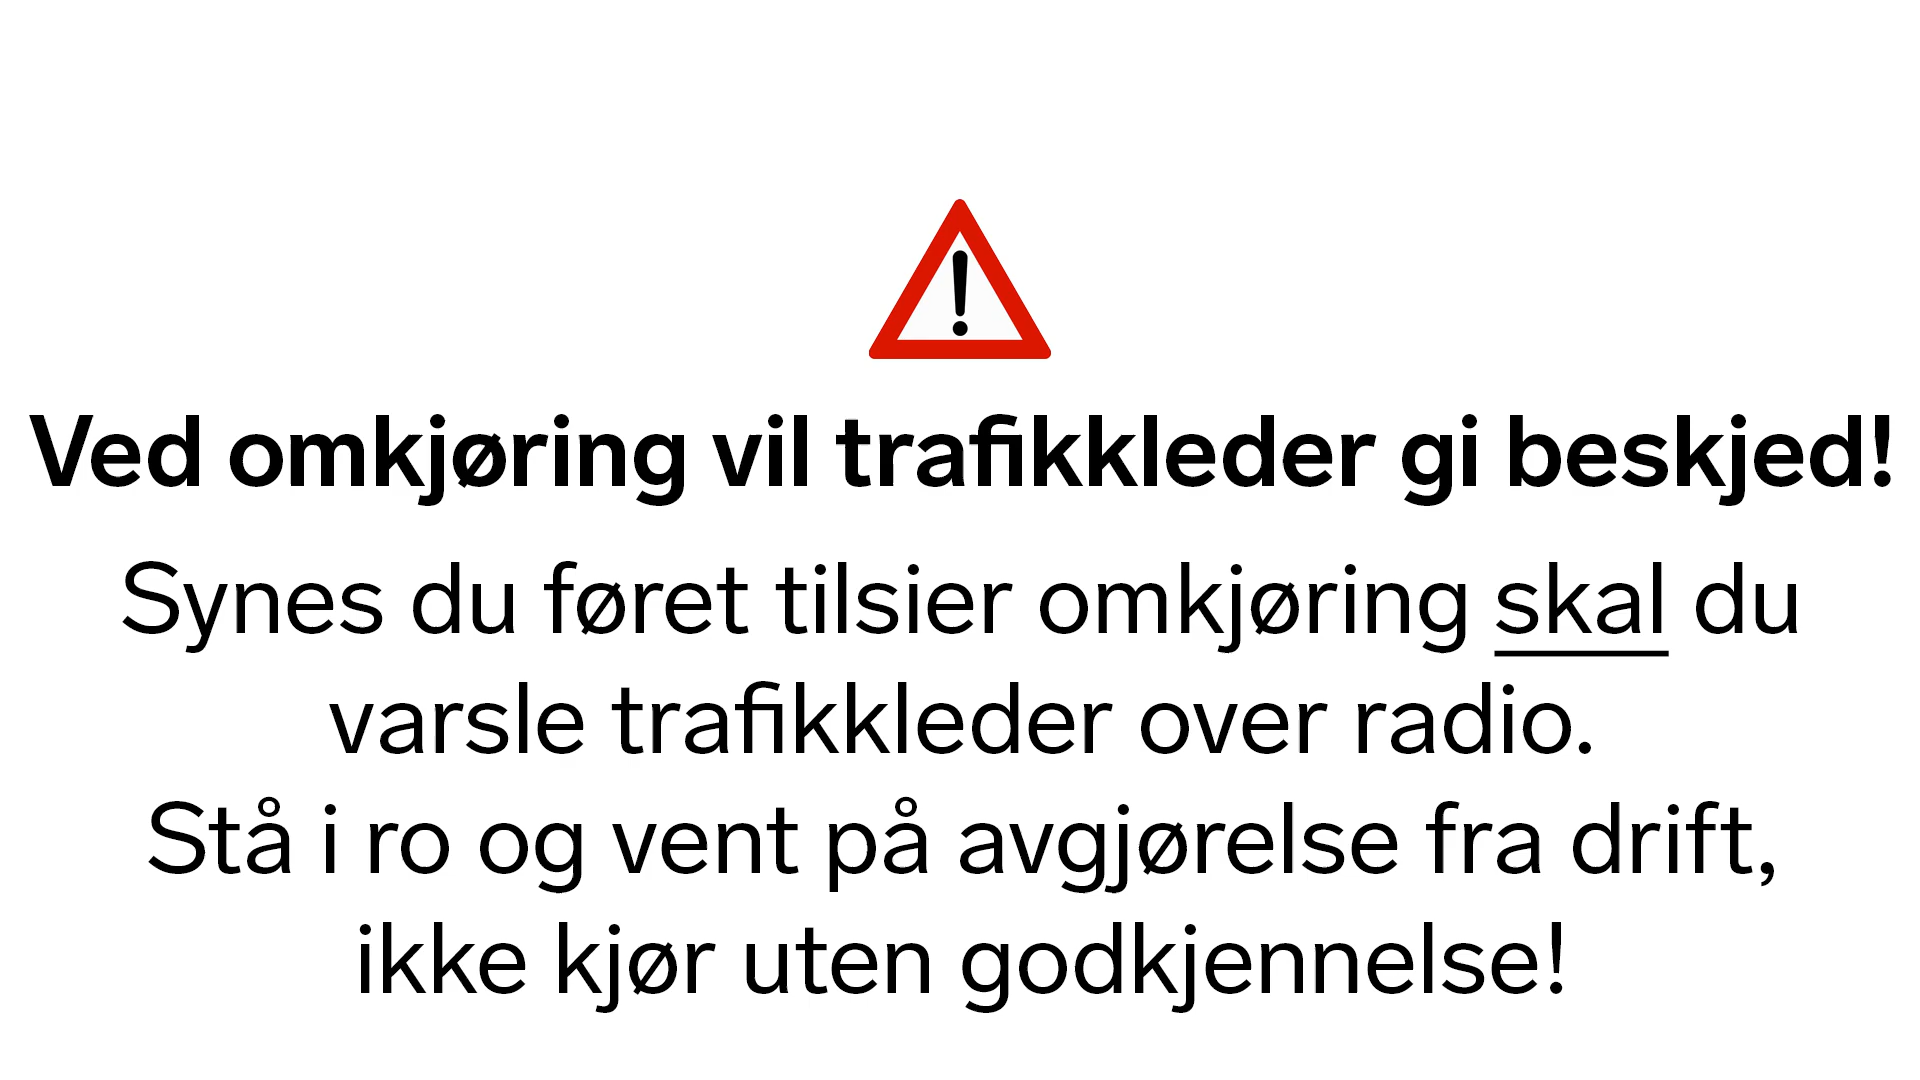 Ved omkjøring vil trafikkleder gi beskjed!
Synes du føret tilsier omkjøring skal du
varsle trafikkleder over radio.
Stå i ro og vent på avgjørelse fra drift,
ikke kjør uten godkjennelse!